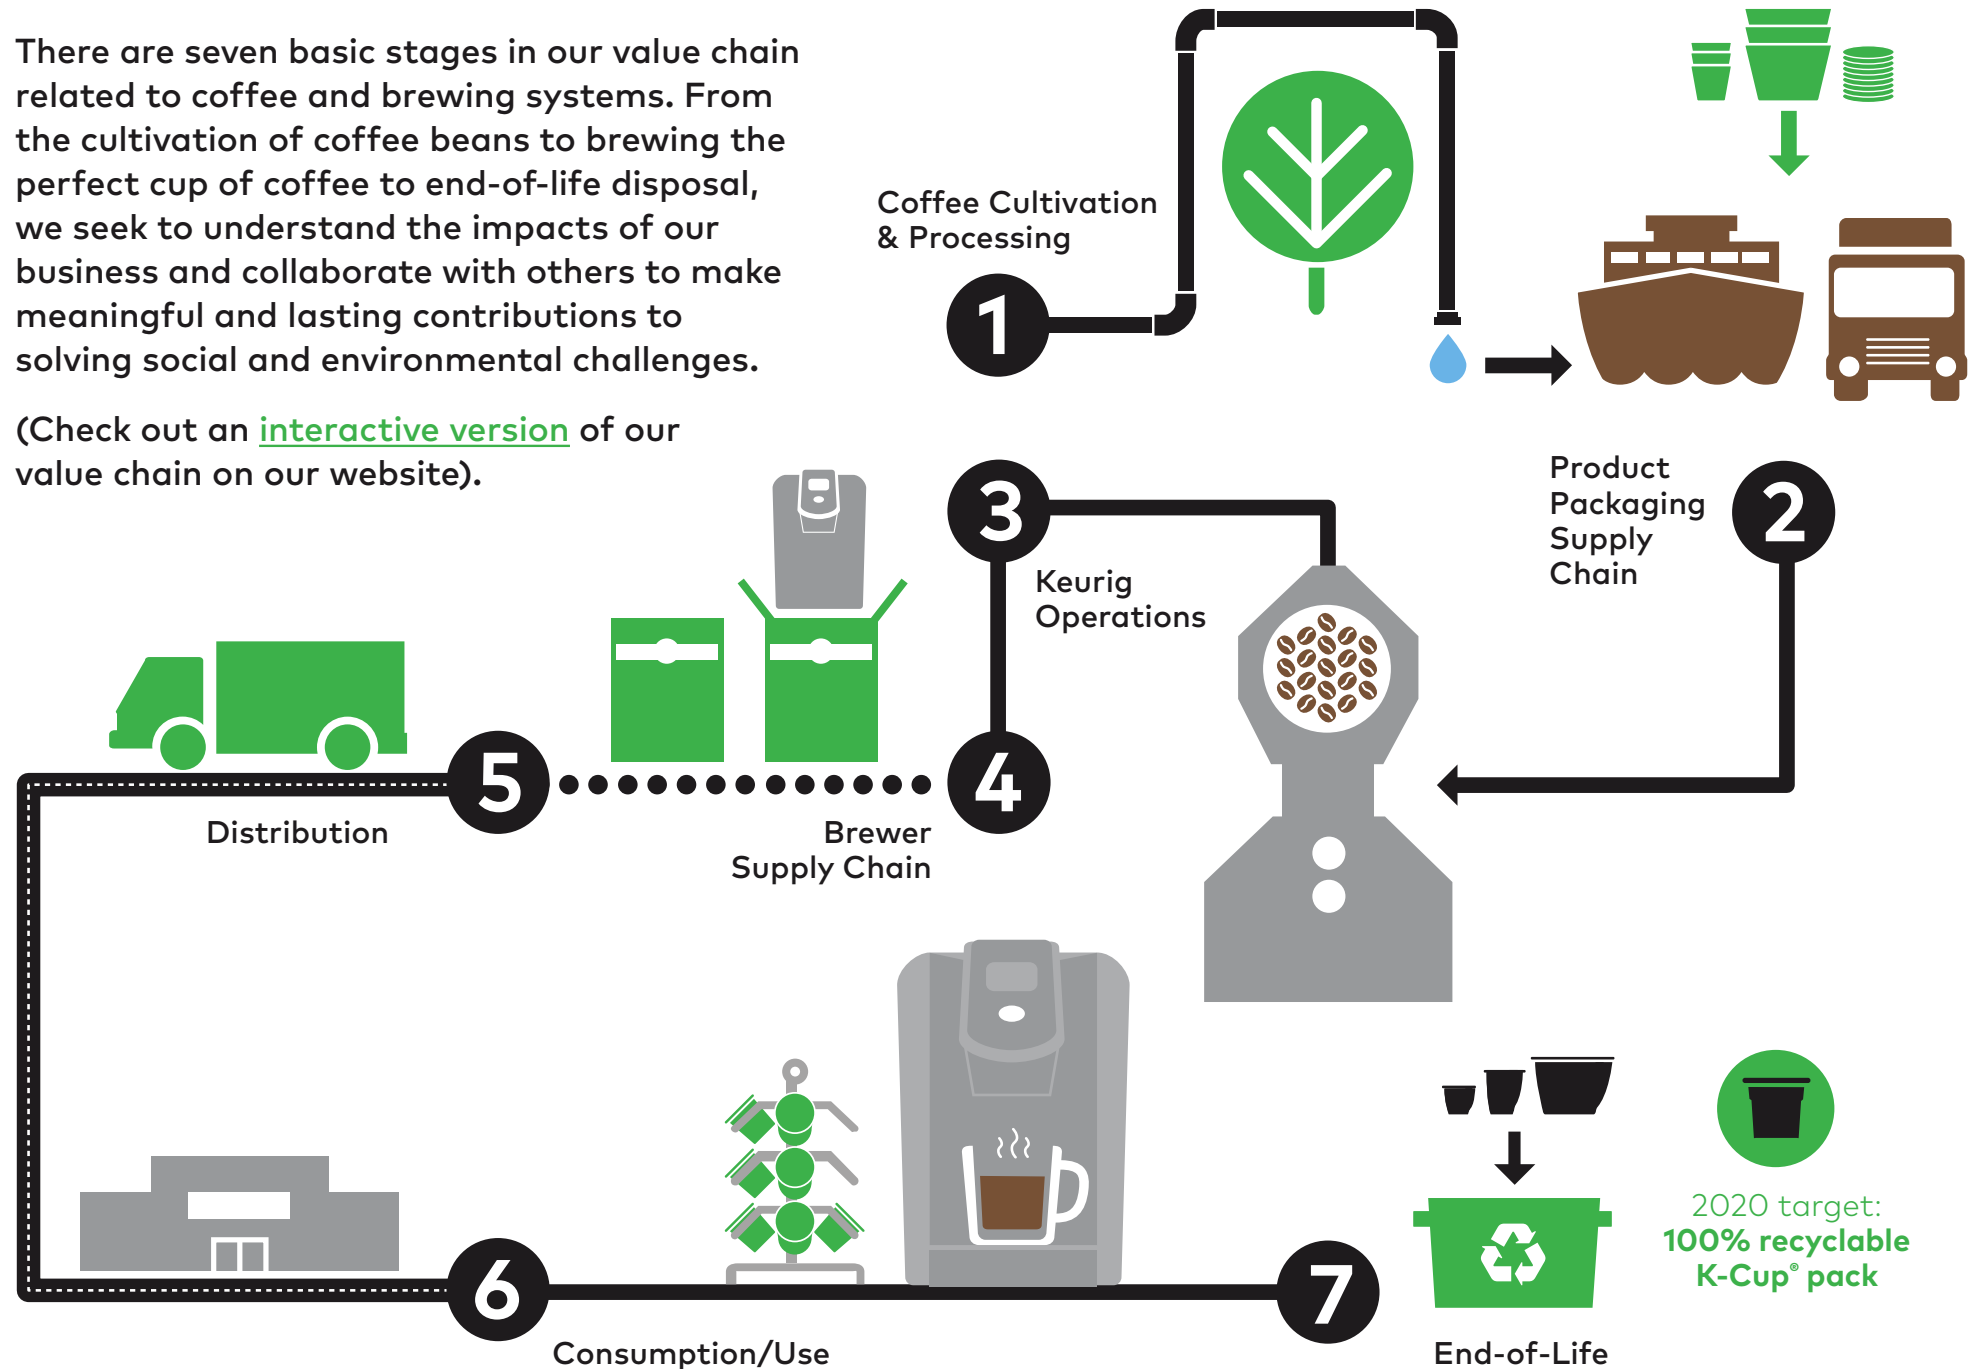 There are seven basic stages in our value chain
related to coffee and brewing systems. From
the cultivation of coffee beans to brewing the
perfect cup of coffee to end-of-life disposal,
we seek to understand the impacts of our
business and collaborate with others to make
meaningful and lasting contributions to
solving social and environmental challenges.
(Check out an interactive version of our
value chain on our website).
Coffee Cultivation
& Processing
1
Product
Packaging
Supply
Chain
2
3
Keurig
Operations
4
Brewer
Supply Chain
5
Distribution
6
Consumption/Use
7
End-of-Life
2020 target:
100% recyclable
K-Cup® pack